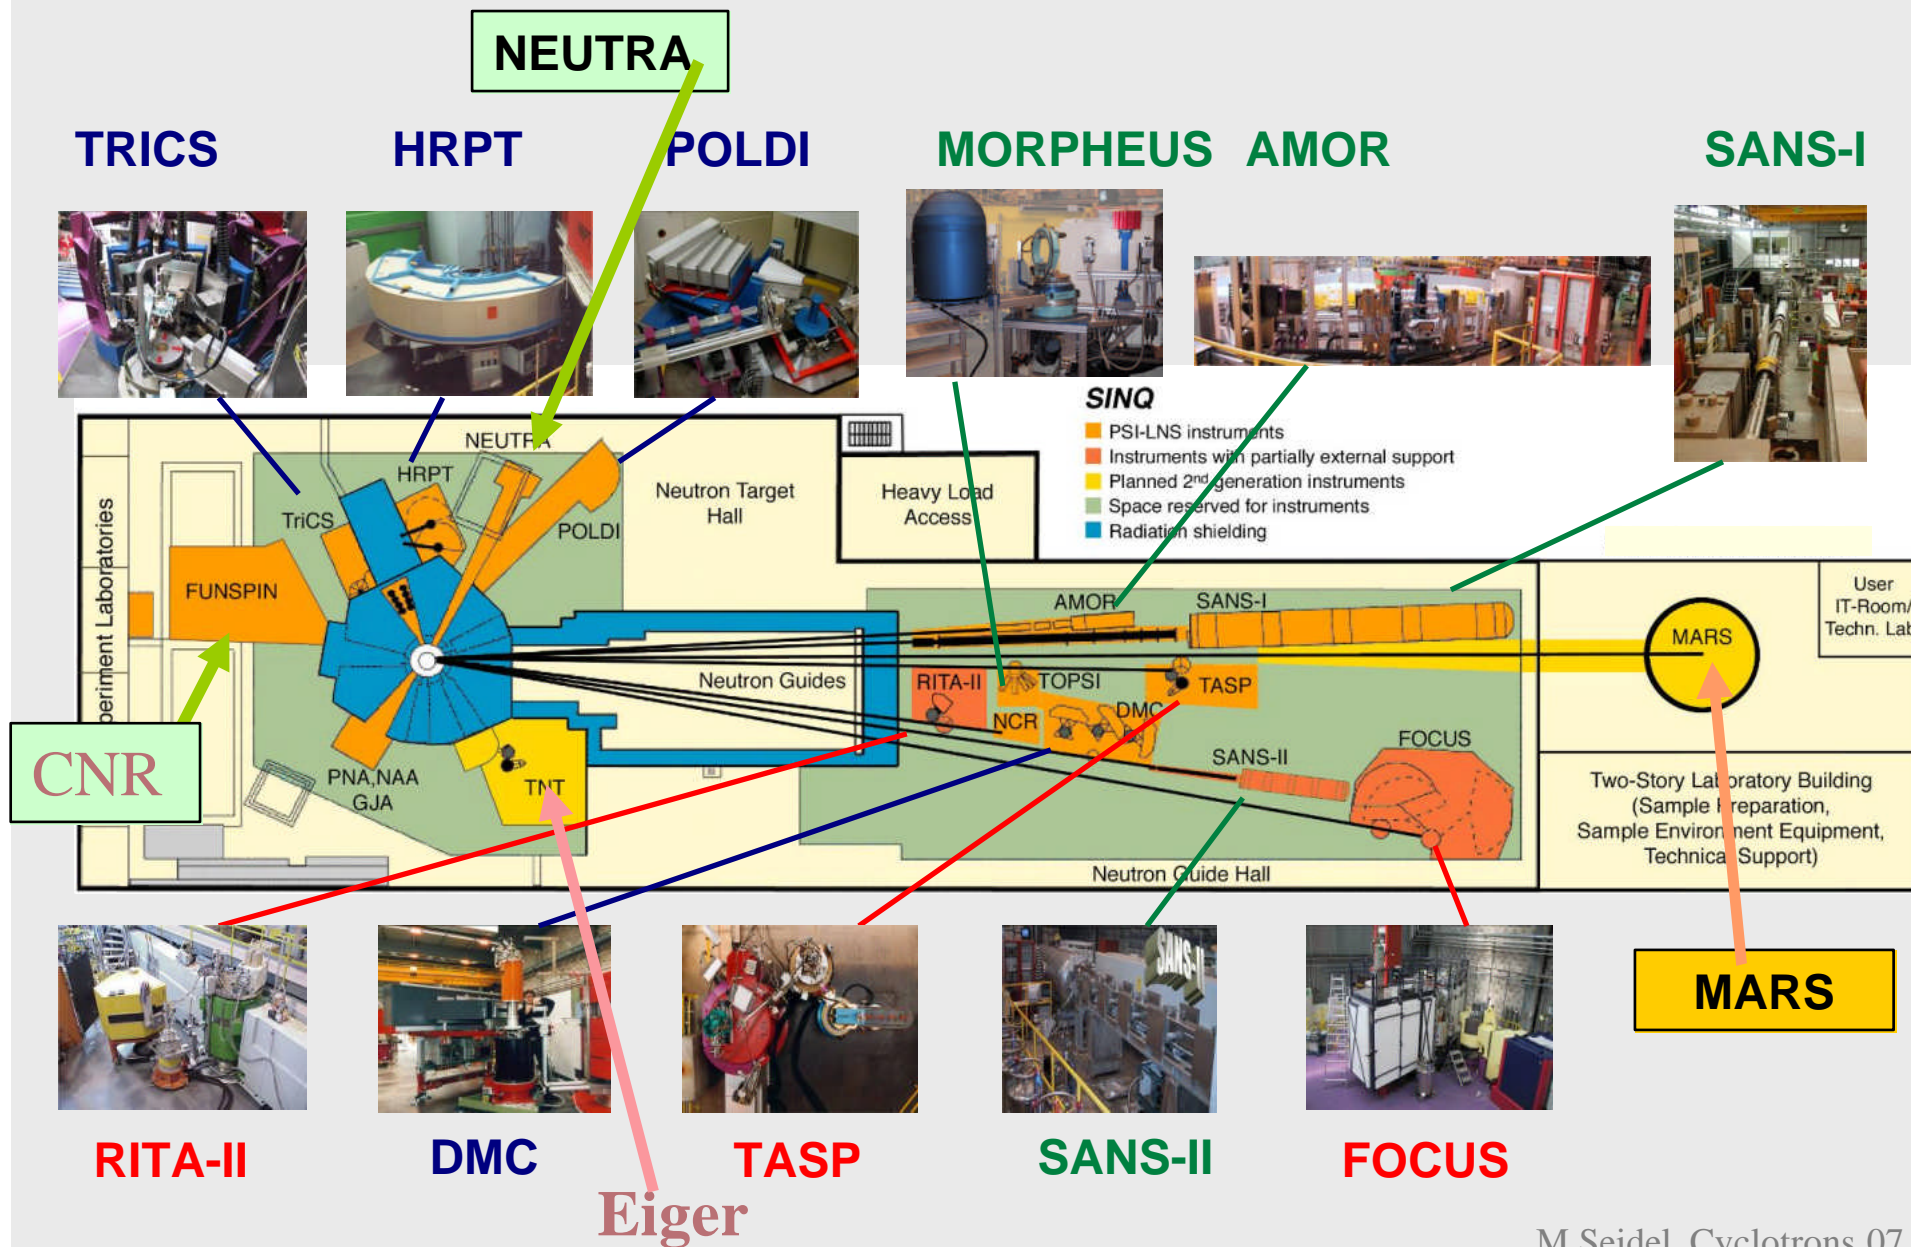 NEUTRA
TRICS
HRPT
POLDI
MORPHEUS
AMOR
SANS-I
SINQ
PSI-LNS instruments
Instruments with partially external support
Planned 2nd generation instruments
Space reserved for instruments
Radiation shielding
NEUTRA
HRPT
TriCS
POLDI
Neutron Target
Hall
Heavy Load
Access
FUNSPIN
periment Laboratories
AMOR
SANS-I
MARS
User
IT-Room/
Techn. Lab
Neutron Guides
RITA-II
TOPSI
TASP
NCR
DMC
SANS-II
FOCUS
CNR
PNA,NAA
GJA
TNT
Two-Story Laboratory Building
(Sample Preparation,
Sample Environment Equipment,
Technical Support)
Neutron Guide Hall
SANS-II
MARS
RITA-II
DMC
TASP
SANS-II
FOCUS
Eiger
M.Seidel, Cyclotrons 07